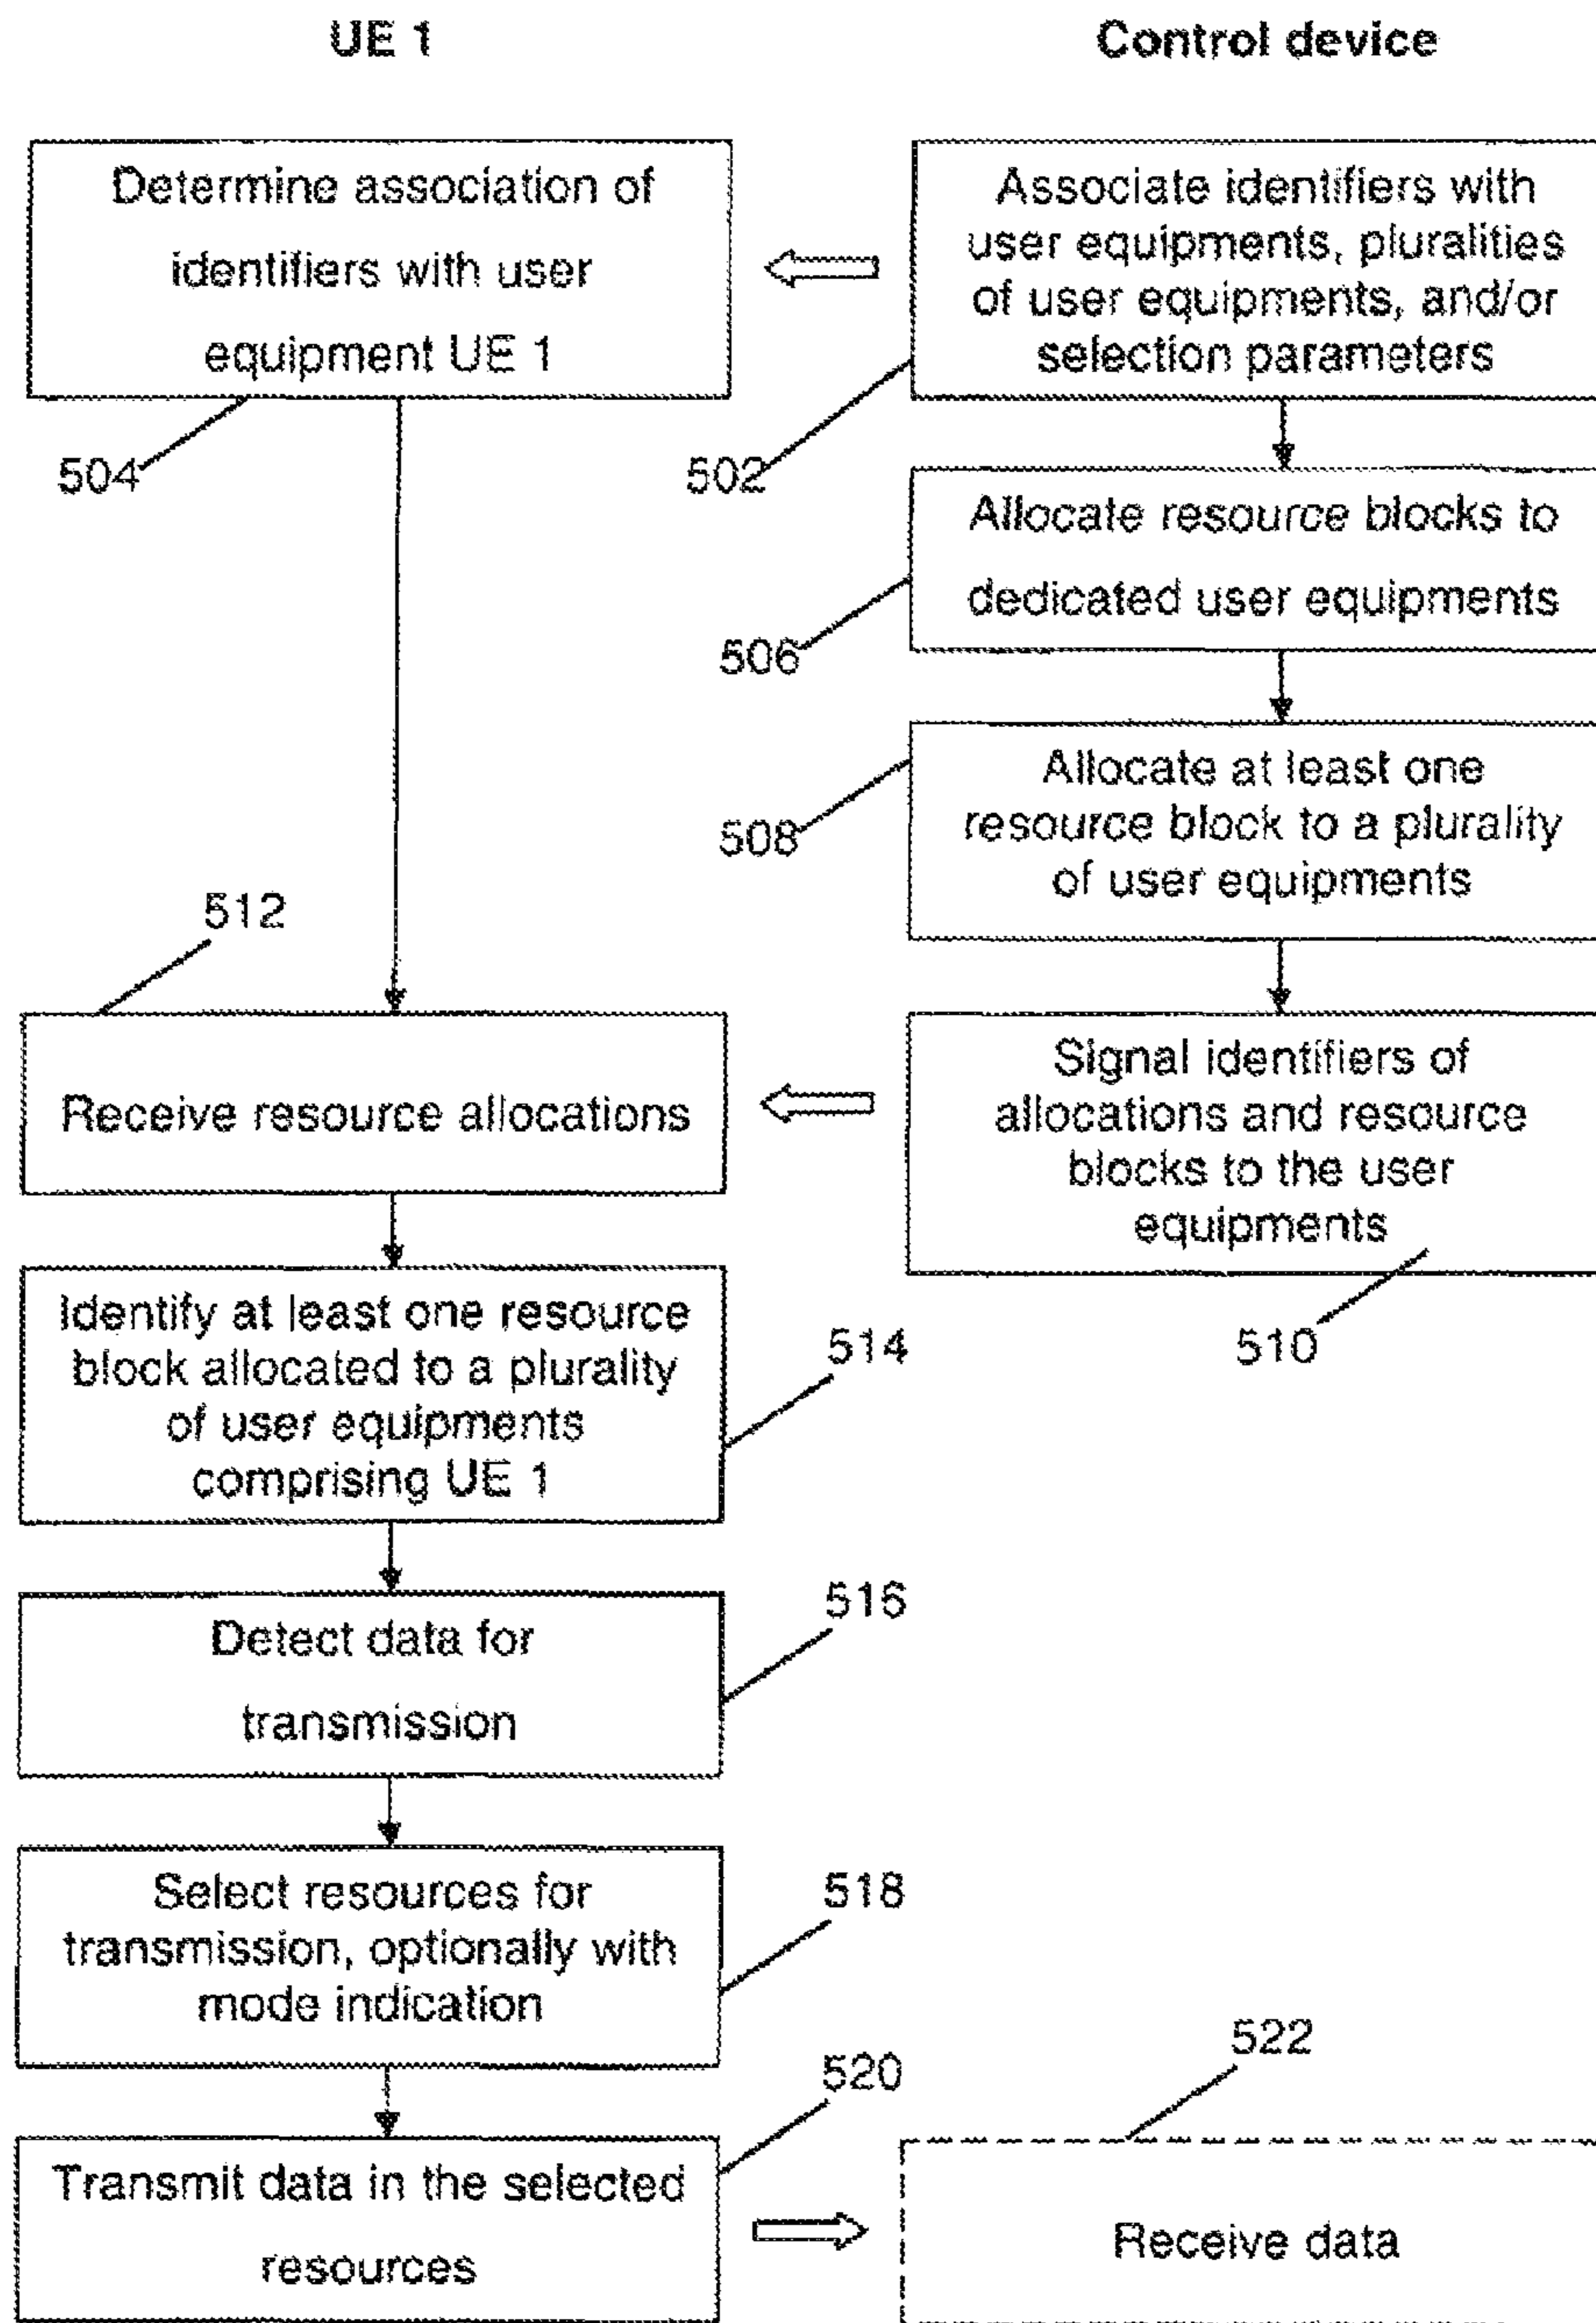 UE 1
Control device
Determine association of
identifiers with user
equipment UE 1
504
Associate identifiers with
user equipments, pluralities
of user equipments, and/or
selection parameters
502
Allocate resource blocks to
dedicated user equipments
506
Allocate at least one
resource block to a plurality
of user equipments
508
512
Receive resource allocations
Signal identifiers of
allocations and resource
blocks to the user
equipments
510
Identify at least one resource
block allocated to a plurality
of user equipments
comprising UE 1
514
Detect data for
transmission
516
Select resources for
transmission, optionally with
mode indication
518
Transmit data in the selected
resources
520
522
Receive data